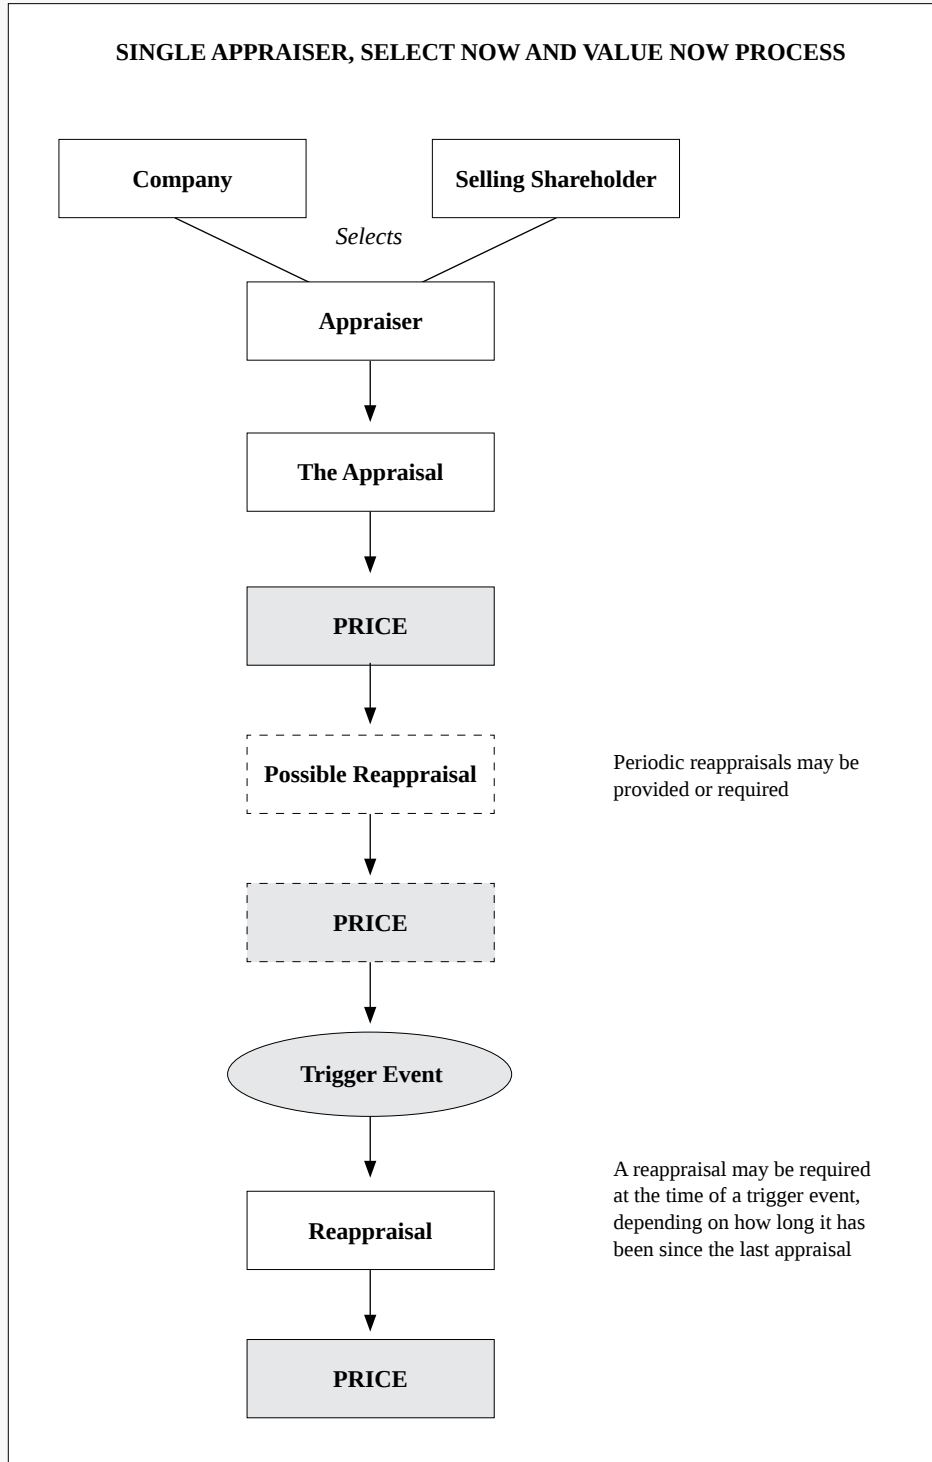 SINGLE APPRAISER, SELECT NOW AND VALUE NOW PROCESS
Company
Selling Shareholder
Selects
Appraiser
The Appraisal
PRICE
Possible Reappraisal
Periodic reappraisals may be
provided or required
PRICE
Trigger Event
A reappraisal may be required
at the time of a trigger event,
depending on how long it has
been since the last appraisal
Reappraisal
PRICE